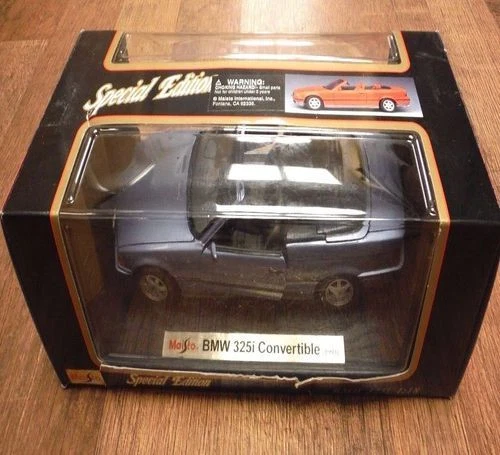 Special Edition
WARNING:
CHOKING HAZARD- Small parts
Not for children under 3 years
© Maisto International, Inc.,
Fontana, CA 92336.
Maisto BMW 325i Convertible
Maisto
Special Edition